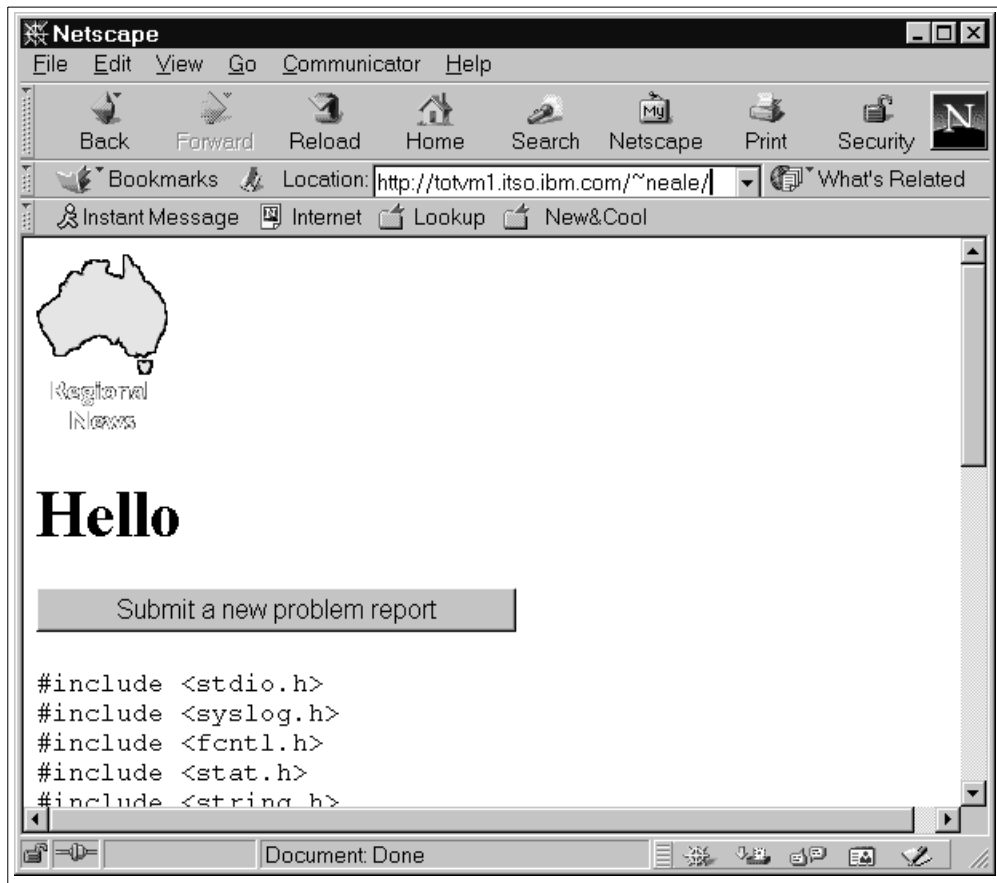 Netscape
File Edit View Go Communicator Help
N
Back Forward Reload Home Search My Netscape Print Security
Bookmarks Location: http://totvm1.itso.ibm.com/~neale/ What's Related
Instant Message Internet Lookup New&Cool
Regional
News
Hello
Submit a new problem report
#include <stdio.h>
#include <syslog.h>
#include <fcntl.h>
#include <stat.h>
#include <string.h>
Document: Done